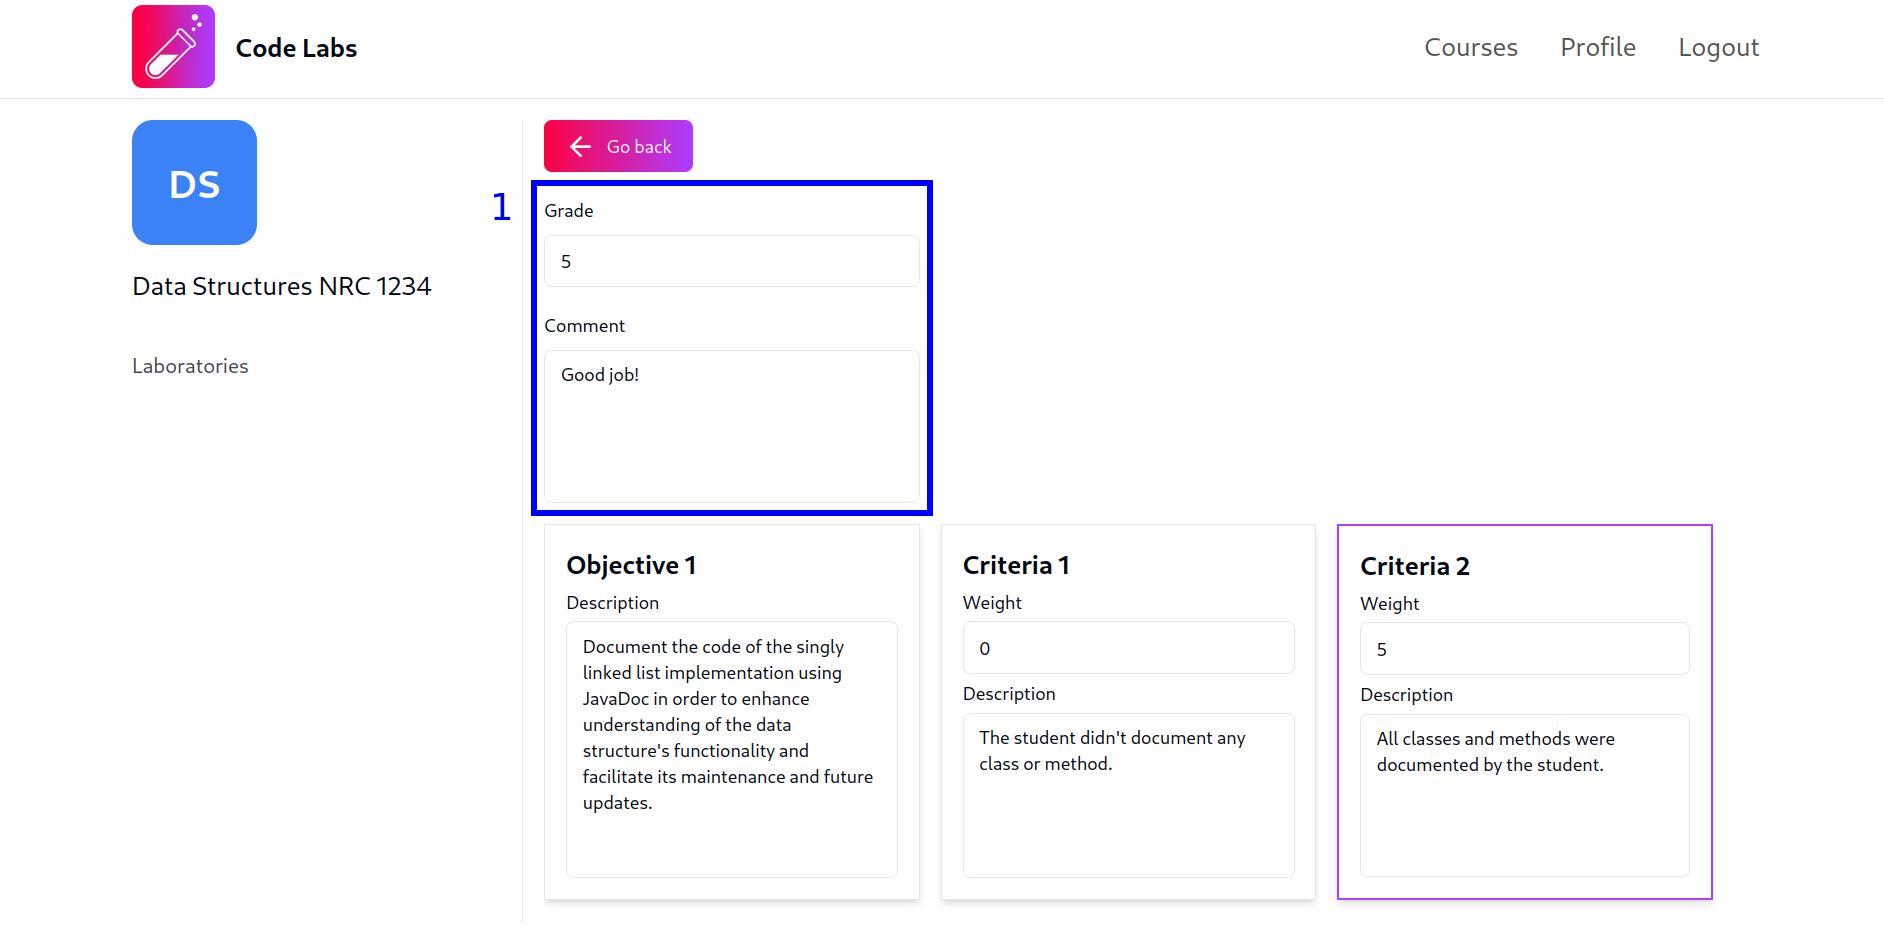 Code Labs
Courses
Profile
Logout
DS
Data Structures NRC 1234
Laboratories
Go back
1
Grade
5
Comment
Good job!
Objective 1
Description
Document the code of the singly
linked list implementation using
JavaDoc in order to enhance
understanding of the data
structure's functionality and
facilitate its maintenance and future
updates.
Criteria 1
Weight
0
Description
The student didn't document any
class or method.
Criteria 2
Weight
5
Description
All classes and methods were
documented by the student.